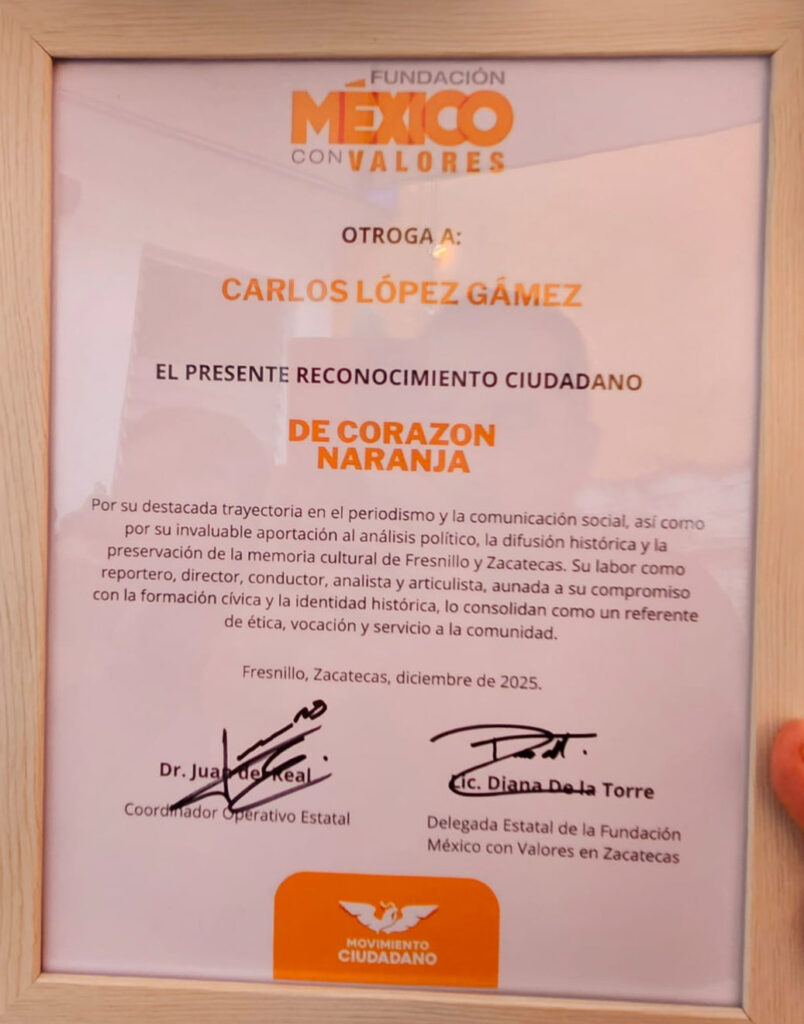 FUNDACIÓN
MÉXICO
CON VALORES
OTROGA A:
CARLOS LÓPEZ GÁMEZ
EL PRESENTE RECONOCIMIENTO CIUDADANO
DE CORAZON
NARANJA
Por su destacada trayectoria en el periodismo y la comunicación social, así como
por su invaluable aportación al análisis político, la difusión histórica y la
preservación de la memoria cultural de Fresnillo y Zacatecas. Su labor como
reportero, director, conductor, analista y articulista, aunada a su compromiso
con la formación cívica y la identidad histórica, lo consolidan como un referente
de ética, vocación y servicio a la comunidad.
Fresnillo, Zacatecas, diciembre de 2025.
Dr. Juan del Real
Coordinador Operativo Estatal
Lic. Diana De la Torre
Delegada Estatal de la Fundación
México con Valores en Zacatecas
MOVIMIENTO
CIUDADANO